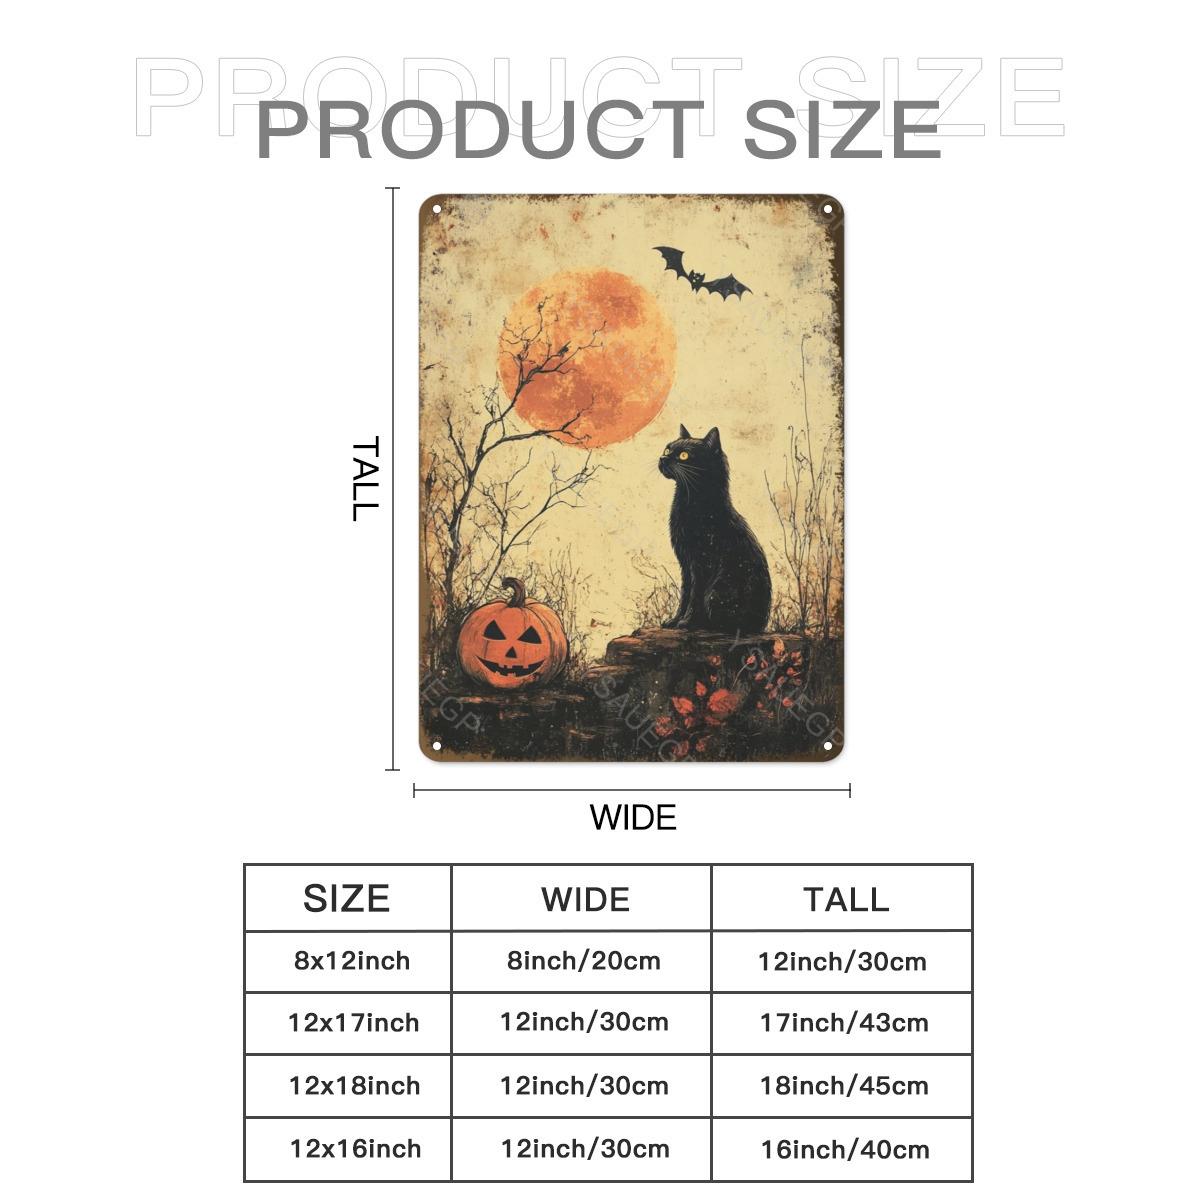 PRODUCT SIZE
PRODUCT SIZE
TALL
WIDE
SIZE WIDE TALL
8x12inch 8inch/20cm 12inch/30cm
12x17inch 12inch/30cm 17inch/43cm
12x18inch 12inch/30cm 18inch/45cm
12x16inch 12inch/30cm 16inch/40cm